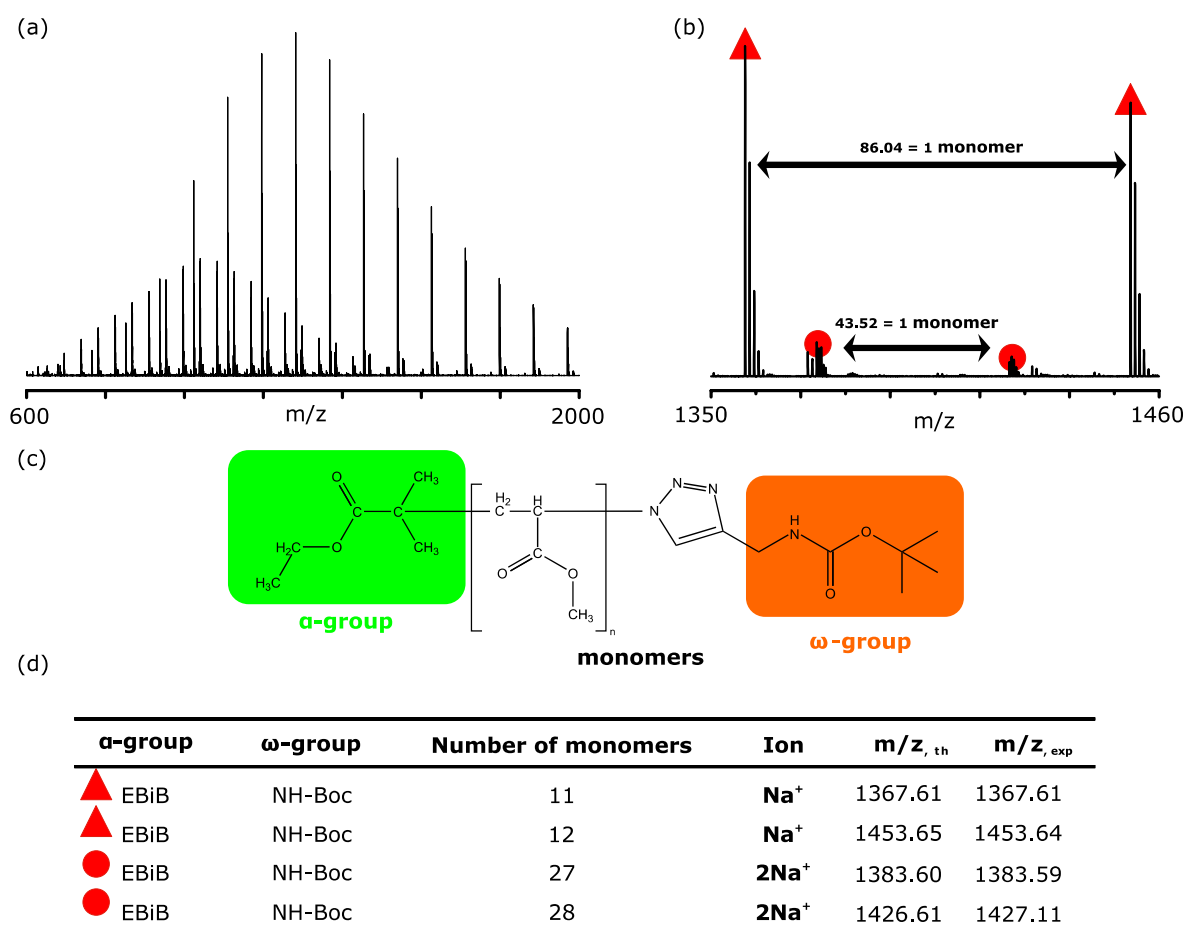 (a)
600
m/z
2000
(b)
86.04 = 1 monomer
43.52 = 1 monomer
1350
m/z
1460
(c)
O
CH₃
C
C
H₂C
O
CH₃
H₃C
α-group
H₂
C
H
C
C
O
O
CH₃
n
monomers
N
N
N
H
N
O
O
ω-group
(d)
α-group ω-group Number of monomers Ion m/z, th m/z, exp
EBiB NH-Boc 11 Na⁺ 1367.61 1367.61
EBiB NH-Boc 12 Na⁺ 1453.65 1453.64
EBiB NH-Boc 27 2Na⁺ 1383.60 1383.59
EBiB NH-Boc 28 2Na⁺ 1426.61 1427.11